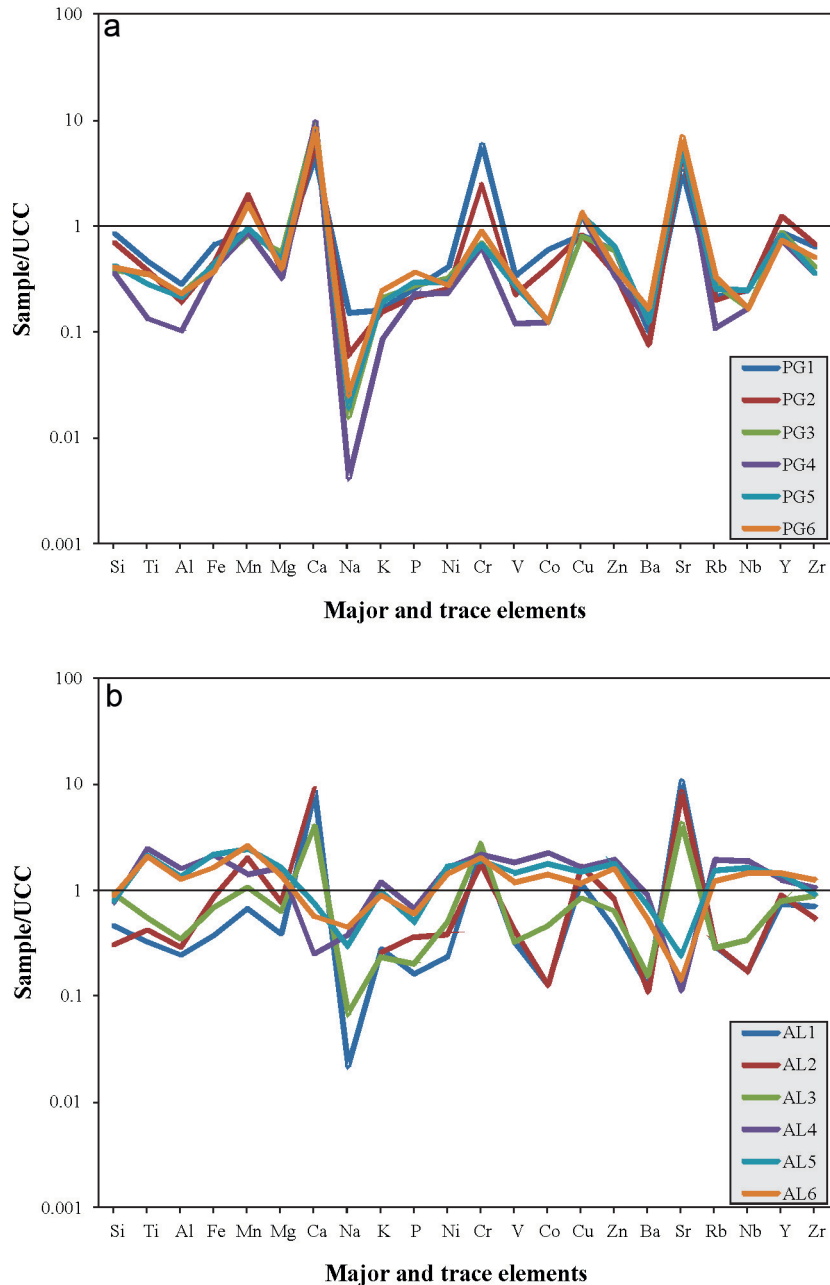 a
100
10
1
0.1
0.01
0.001
Sample/UCC
Si Ti Al Fe Mn Mg Ca Na K P Ni Cr V Co Cu Zn Ba Sr Rb Nb Y Zr
Major and trace elements
PG1
PG2
PG3
PG4
PG5
PG6
b
100
10
1
0.1
0.01
0.001
Sample/UCC
Si Ti Al Fe Mn Mg Ca Na K P Ni Cr V Co Cu Zn Ba Sr Rb Nb Y Zr
Major and trace elements
AL1
AL2
AL3
AL4
AL5
AL6